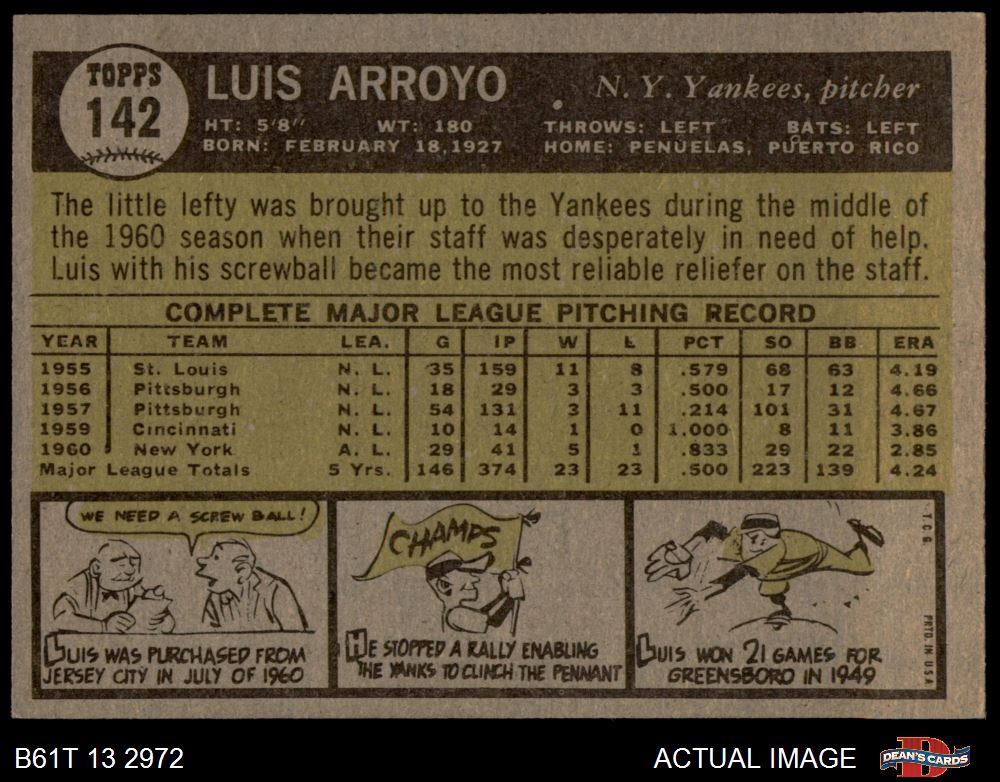 TOPPS
142
LUIS ARROYO
N. Y. Yankees, pitcher
HT: 5'8" WT: 180 THROWS: LEFT BATS: LEFT
BORN: FEBRUARY 18, 1927 HOME: PENUELAS, PUERTO RICO
The little lefty was brought up to the Yankees during the middle of
the 1960 season when their staff was desperately in need of help.
Luis with his screwball became the most reliable reliefer on the staff.
COMPLETE MAJOR LEAGUE PITCHING RECORD
YEAR TEAM LEA. G IP W L PCT SO BB ERA
1955 St. Louis N. L. 35 159 11 8 .579 68 63 4.19
1956 Pittsburgh N. L. 18 29 3 3 .500 17 12 4.66
1957 Pittsburgh N. L. 54 131 3 11 .214 101 31 4.67
1959 Cincinnati N. L. 10 14 1 0 1.000 8 11 3.86
1960 New York A. L. 29 41 5 1 .833 29 22 2.85
Major League Totals 5 Yrs. 146 374 23 23 .500 223 139 4.24
WE NEED A SCREW BALL!
LUIS WAS PURCHASED FROM
JERSEY CITY IN JULY OF 1960
CHAMPS
HE STOPPED A RALLY ENABLING
THE YANKS TO CLINCH THE PENNANT
LUIS WON 21 GAMES FOR
GREENSBORO IN 1949
T. C. G.
PRTD. IN U.S.A.
B61T 13 2972
ACTUAL IMAGE
DEAN'S CARDS